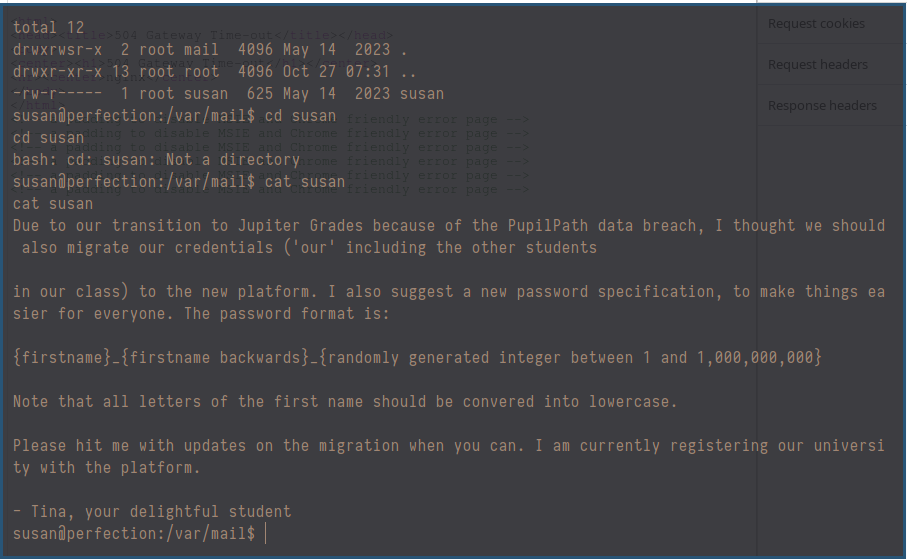 total 12
drwxrwsr-x  2 root mail  4096 May 14  2023 .
drwxr-xr-x 13 root root  4096 Oct 27 07:31 ..
-rw-r-----  1 root susan  625 May 14  2023 susan
susan@perfection:/var/mail$ cd susan
cd susan
bash: cd: susan: Not a directory
susan@perfection:/var/mail$ cat susan
cat susan
Due to our transition to Jupiter Grades because of the PupilPath data breach, I thought we should
 also migrate our credentials ('our' including the other students
in our class) to the new platform. I also suggest a new password specification, to make things ea
sier for everyone. The password format is:
{firstname}_{firstname backwards}_{randomly generated integer between 1 and 1,000,000,000}
Note that all letters of the first name should be convered into lowercase.
Please hit me with updates on the migration when you can. I am currently registering our universi
ty with the platform.
- Tina, your delightful student
susan@perfection:/var/mail$
Request cookies
Request headers
Response headers